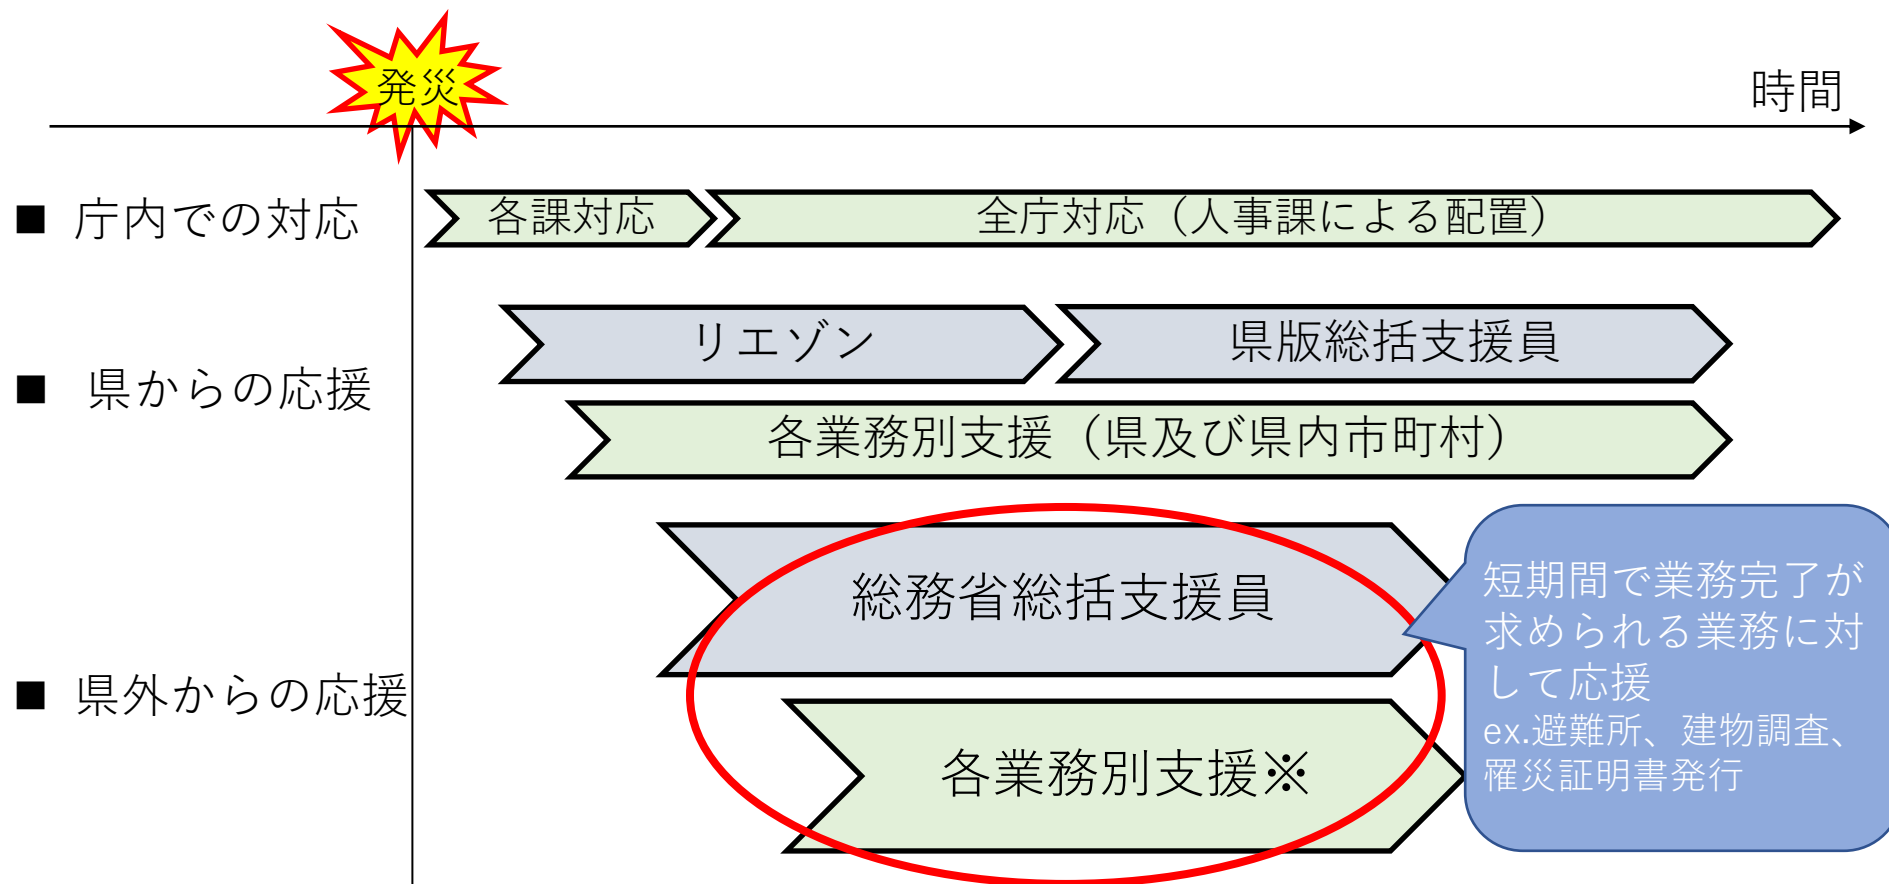 発災
時間
■ 庁内での対応
各課対応
全庁対応（人事課による配置）
■ 県からの応援
リエゾン
県版総括支援員
各業務別支援（県及び県内市町村）
■ 県外からの応援
総務省総括支援員
各業務別支援※
短期間で業務完了が
求められる業務に対
して応援
ex.避難所、建物調査、
罹災証明書発行